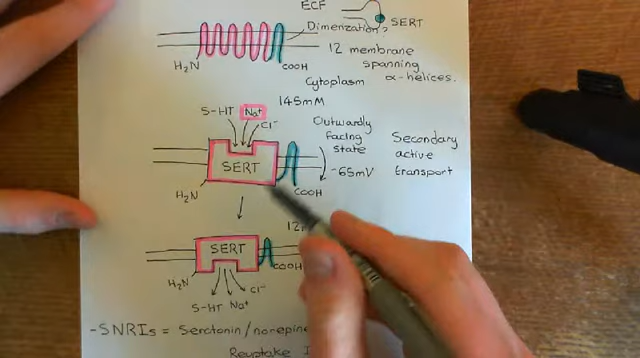 ECF
SERT
Dimerization?
12 membrane
spanning
α-helices.
H₂N
COOH
Cytoplasm
145mM
5-HT
Na⁺
Cl⁻
Outwardly
facing
state
Secondary
active
transport
SERT
-65mV
H₂N
COOH
SERT
H₂N
COOH
5-HT
Na⁺
Cl⁻
-SNRIs = Serotonin/
Reuptake